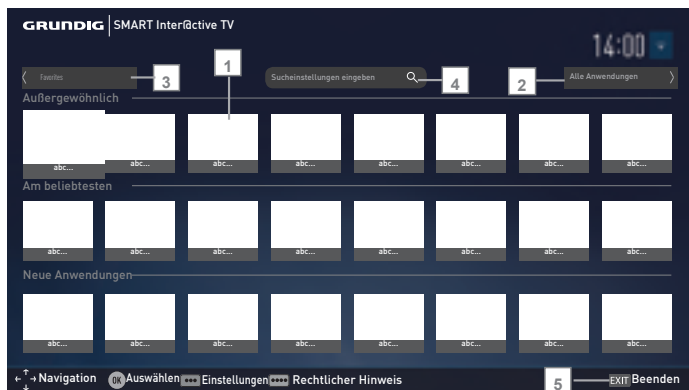 GRUNDIG SMART Inter@ctive TV
14:00
Favorites
3
1
Sucheinstellungen eingeben
4
2
Alle Anwendungen
Außergewöhnlich
abc... abc... abc... abc... abc... abc... abc... abc...
Am beliebtesten
abc... abc... abc... abc... abc... abc... abc... abc...
Neue Anwendungen
abc... abc... abc... abc... abc... abc... abc... abc...
Navigation OK Auswählen Einstellungen Rechtlicher Hinweis 5 EXIT Beenden